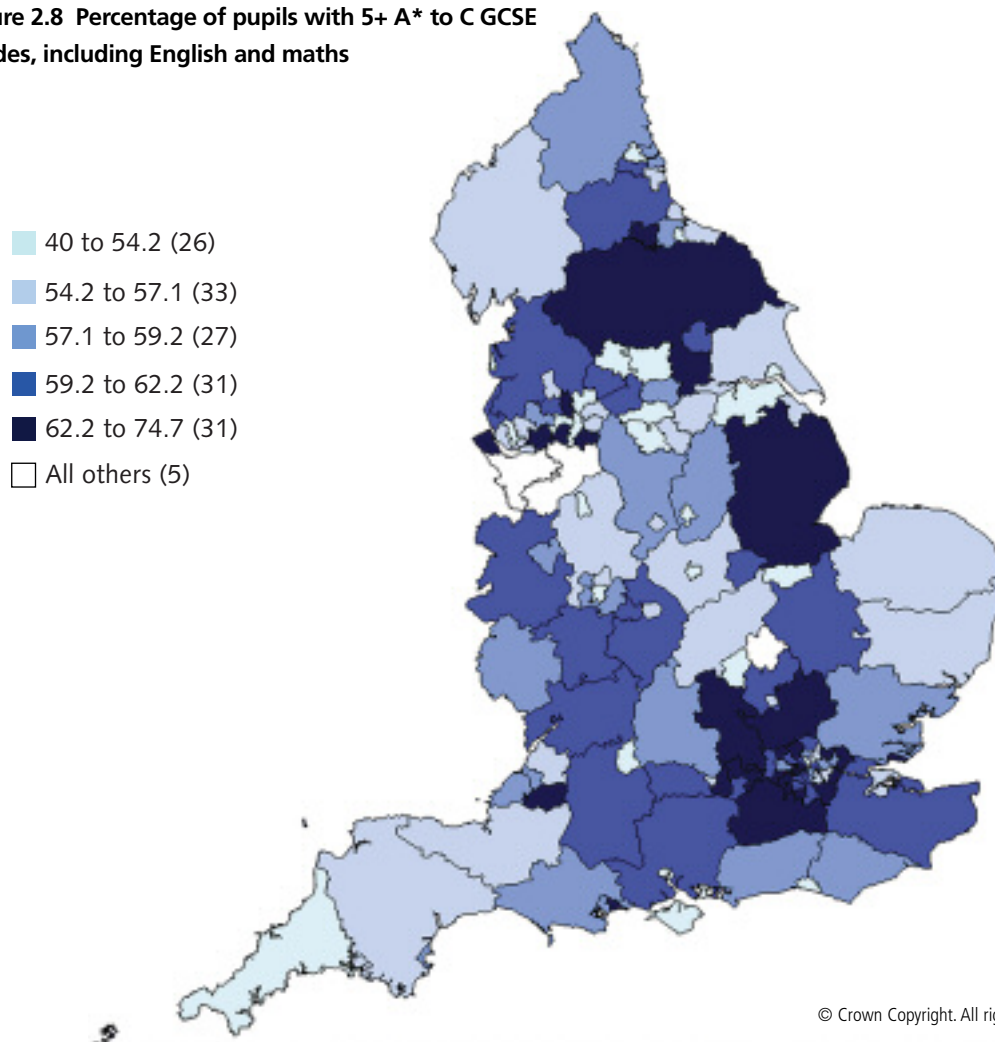 ure 2.8 Percentage of pupils with 5+ A* to C GCSE
des, including English and maths
40 to 54.2 (26)
54.2 to 57.1 (33)
57.1 to 59.2 (27)
59.2 to 62.2 (31)
62.2 to 74.7 (31)
All others (5)
© Crown Copyright. All rig